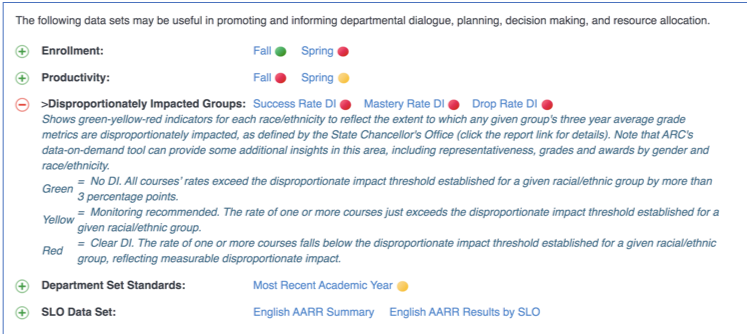 The following data sets may be useful in promoting and informing departmental dialogue, planning, decision making, and resource allocation.
Enrollment: Fall Spring
Productivity: Fall Spring
>Disproportionately Impacted Groups: Success Rate DI Mastery Rate DI Drop Rate DI
Shows green-yellow-red indicators for each race/ethnicity to reflect the extent to which any given group's three year average grade
metrics are disproportionately impacted, as defined by the State Chancellor's Office (click the report link for details). Note that ARC's
data-on-demand tool can provide some additional insights in this area, including representativeness, grades and awards by gender and
race/ethnicity.
Green = No DI. All courses' rates exceed the disproportionate impact threshold established for a given racial/ethnic group by more than
3 percentage points.
Yellow = Monitoring recommended. The rate of one or more courses just exceeds the disproportionate impact threshold established for a
given racial/ethnic group.
Red = Clear DI. The rate of one or more courses falls below the disproportionate impact threshold established for a given racial/ethnic
group, reflecting measurable disproportionate impact.
Department Set Standards: Most Recent Academic Year
SLO Data Set: English AARR Summary English AARR Results by SLO